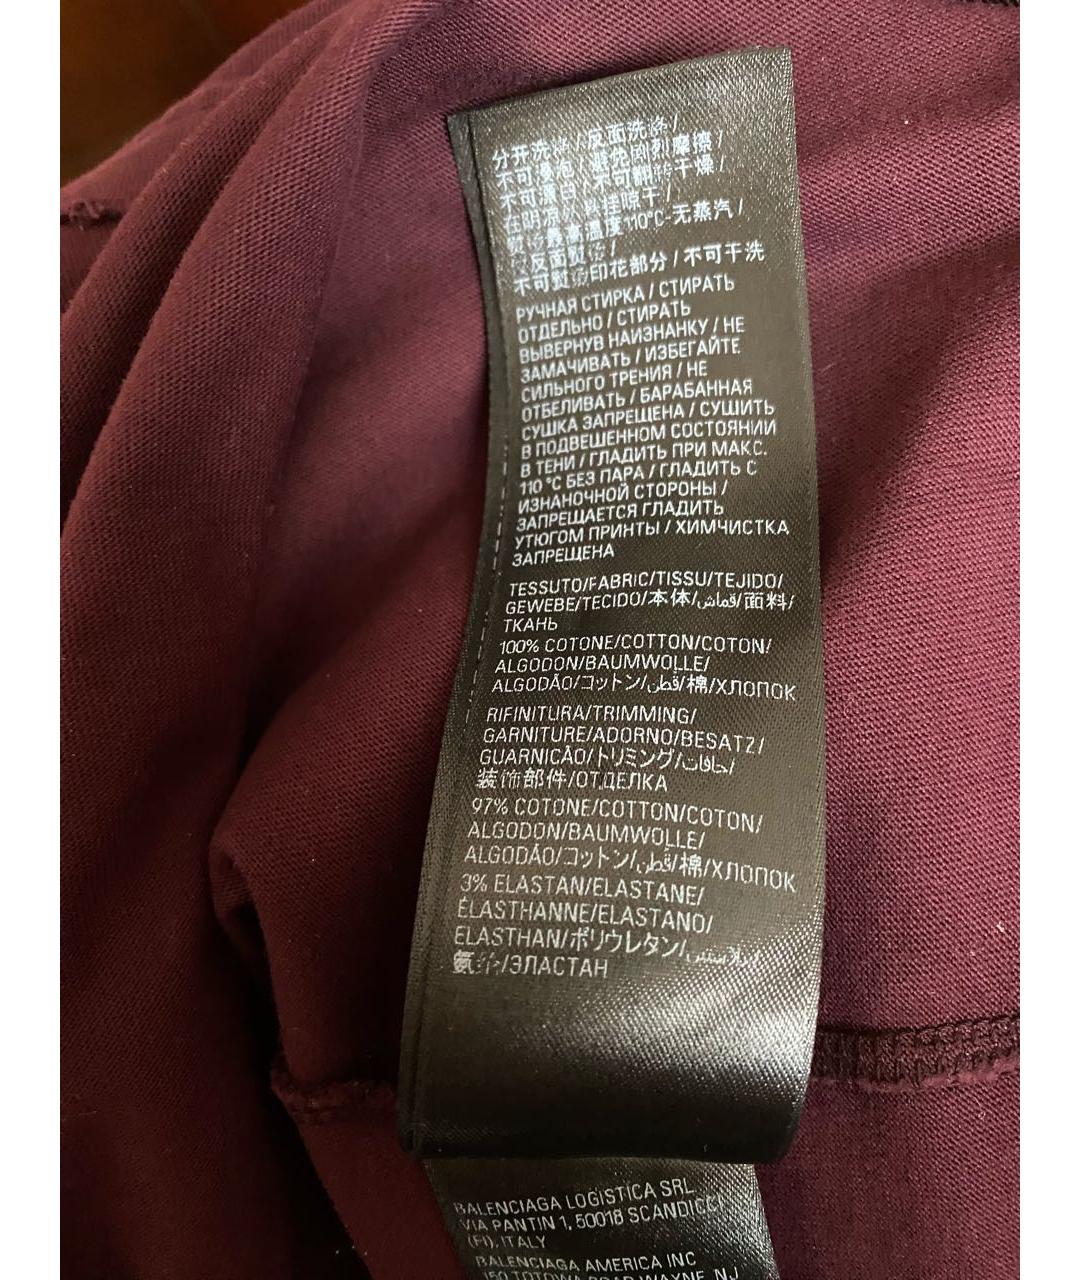 分开洗涤/反面洗涤/
不可浸泡/避免剧烈摩擦/
不可漂白/不可翻转干燥/
在阴凉处悬挂晾干/
熨烫最高温度110°C-无蒸汽/
反面熨烫/
不可熨烫印花部分/不可干洗
РУЧНАЯ СТИРКА / СТИРАТЬ
ОТДЕЛЬНО / СТИРАТЬ
ВЫВЕРНУВ НАИЗНАНКУ / НЕ
ЗАМАЧИВАТЬ / ИЗБЕГАЙТЕ
СИЛЬНОГО ТРЕНИЯ / НЕ
ОТБЕЛИВАТЬ / БАРАБАННАЯ
СУШКА ЗАПРЕЩЕНА / СУШИТЬ
В ПОДВЕШЕННОМ СОСТОЯНИИ
В ТЕНИ / ГЛАДИТЬ ПРИ МАКС.
110 °C БЕЗ ПАРА / ГЛАДИТЬ С
ИЗНАНОЧНОЙ СТОРОНЫ /
ЗАПРЕЩАЕТСЯ ГЛАДИТЬ
УТЮГОМ ПРИНТЫ / ХИМЧИСТКА
ЗАПРЕЩЕНА
TESSUTO/FABRIC/TISSU/TEJIDO/
GEWEBE/TECIDO/本体/قماش/面料/
ТКАНЬ
100% COTONE/COTTON/COTON/
ALGODON/BAUMWOLLE/
ALGODÃO/コットン/قطن/棉/ХЛОПОК
RIFINITURA/TRIMMING/
GARNITURE/ADORNO/BESATZ/
GUARNICÃO/トリミング/حافات/
装饰部件/ОТДЕЛКА
97% COTONE/COTTON/COTON/
ALGODON/BAUMWOLLE/
ALGODÃO/コットン/قطن/棉/ХЛОПОК
3% ELASTAN/ELASTANE/
ÉLASTHANNE/ELASTANO/
ELASTHAN/ポリウレタン/
氨纶/ЭЛАСТАН
BALENCIAGA LOGISTICA SRL
VIA PANTIN 1, 50018 SCANDICCI
(FI), ITALY
BALENCIAGA AMERICA INC
150 TOTOWA ROAD WAYNE, NJ